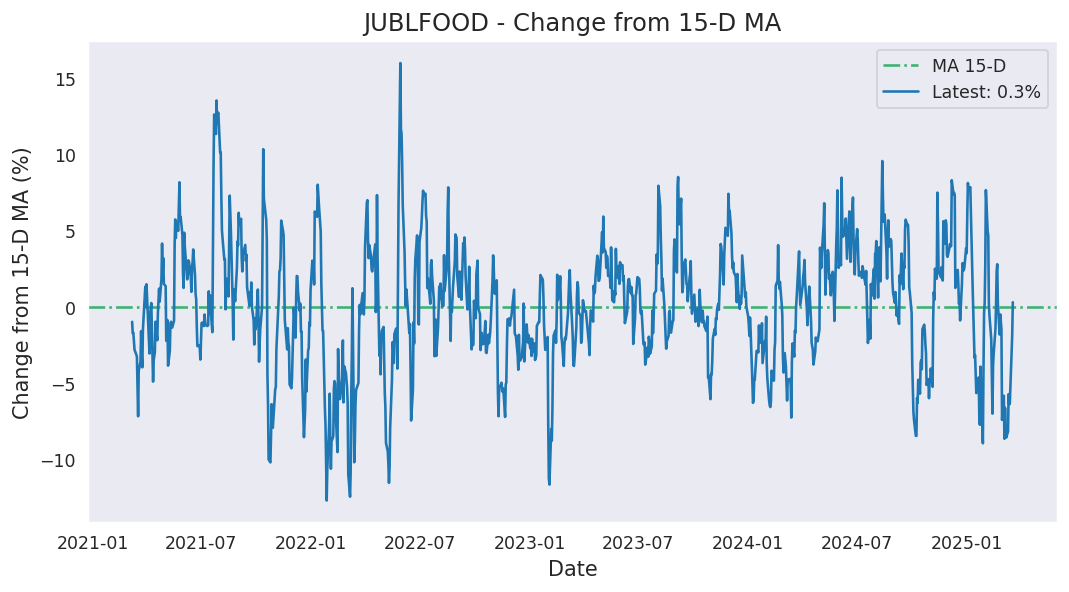 JUBLFOOD - Change from 15-D MA
MA 15-D
Latest: 0.3%
Change from 15-D MA (%)
15
10
5
0
−5
−10
2021-01 2021-07 2022-01 2022-07 2023-01 2023-07 2024-01 2024-07 2025-01
Date